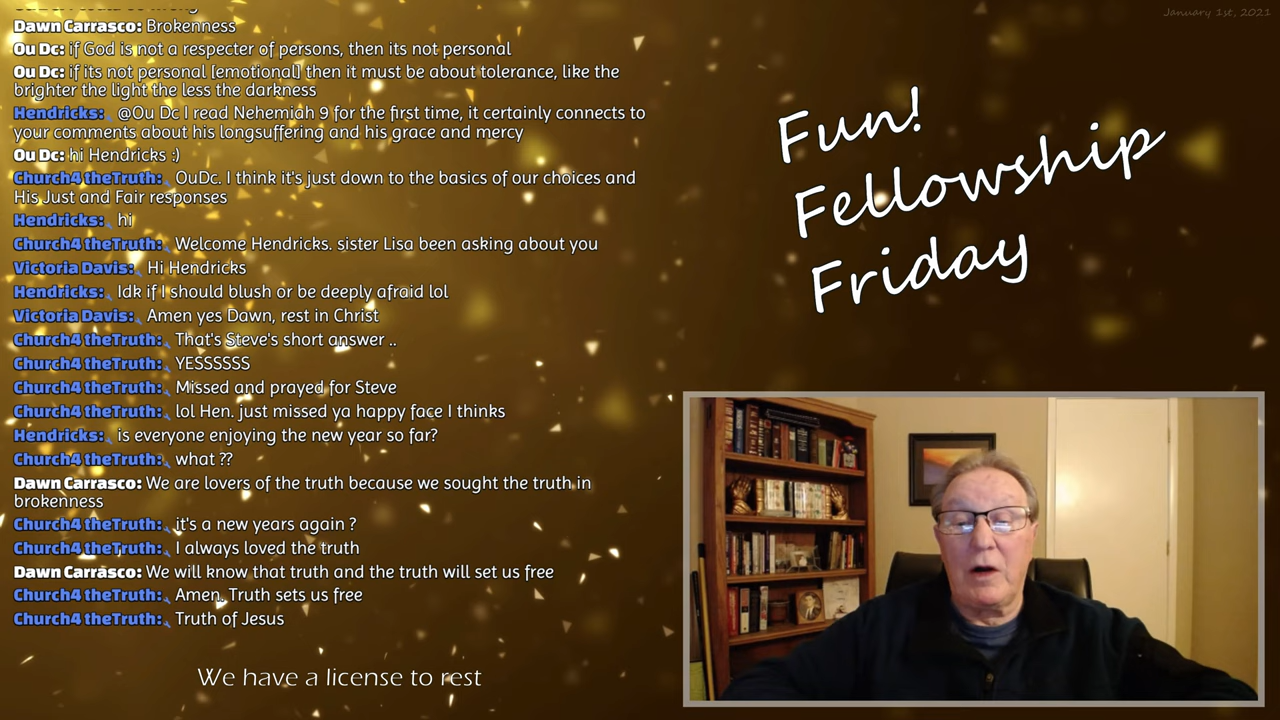 Dawn Carrasco: Brokenness
Ou Dc: if God is not a respecter of persons, then its not personal
Ou Dc: if its not personal [emotional] then it must be about tolerance, like the
brighter the light the less the darkness
Hendricks: @Ou Dc I read Nehemiah 9 for the first time, it certainly connects to
your comments about his longsuffering and his grace and mercy
Ou Dc: hi Hendricks :)
Church4 theTruth: OuDc. I think it's just down to the basics of our choices and
His Just and Fair responses
Hendricks: hi
Church4 theTruth: Welcome Hendricks. sister Lisa been asking about you
Victoria Davis: Hi Hendricks
Hendricks: Idk if I should blush or be deeply afraid lol
Victoria Davis: Amen yes Dawn, rest in Christ
Church4 theTruth: That's Steve's short answer ..
Church4 theTruth: YESSSSSS
Church4 theTruth: Missed and prayed for Steve
Church4 theTruth: lol Hen. just missed ya happy face I thinks
Hendricks: is everyone enjoying the new year so far?
Church4 theTruth: what ??
Dawn Carrasco: We are lovers of the truth because we sought the truth in
brokenness
Church4 theTruth: it's a new years again ?
Church4 theTruth: I always loved the truth
Dawn Carrasco: We will know that truth and the truth will set us free
Church4 theTruth: Amen. Truth sets us free
Church4 theTruth: Truth of Jesus
We have a license to rest
January 1st, 2021
Fun!
Fellowship
Friday